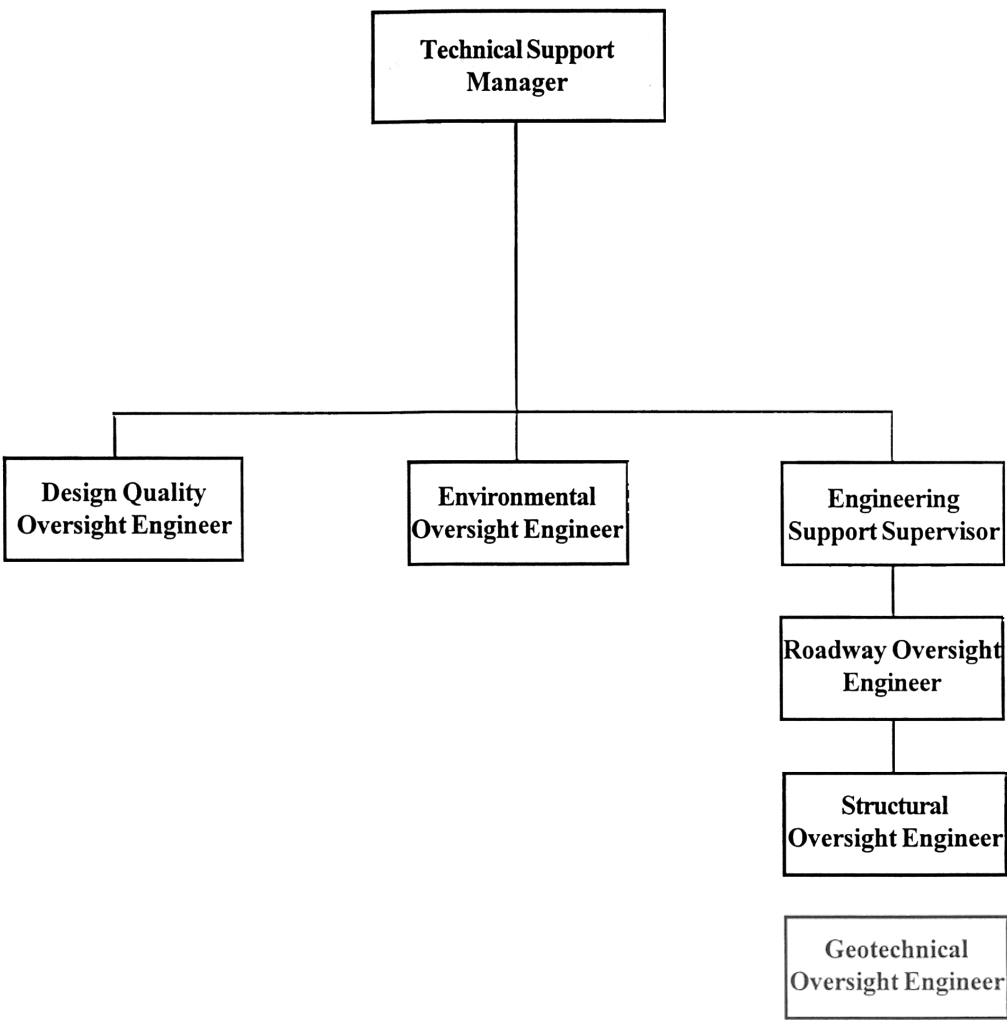 Technical Support
Manager
Design Quality
Oversight Engineer
Environmental
Oversight Engineer
Engineering
Support Supervisor
Roadway Oversight
Engineer
Structural
Oversight Engineer
Geotechnical
Oversight Engineer